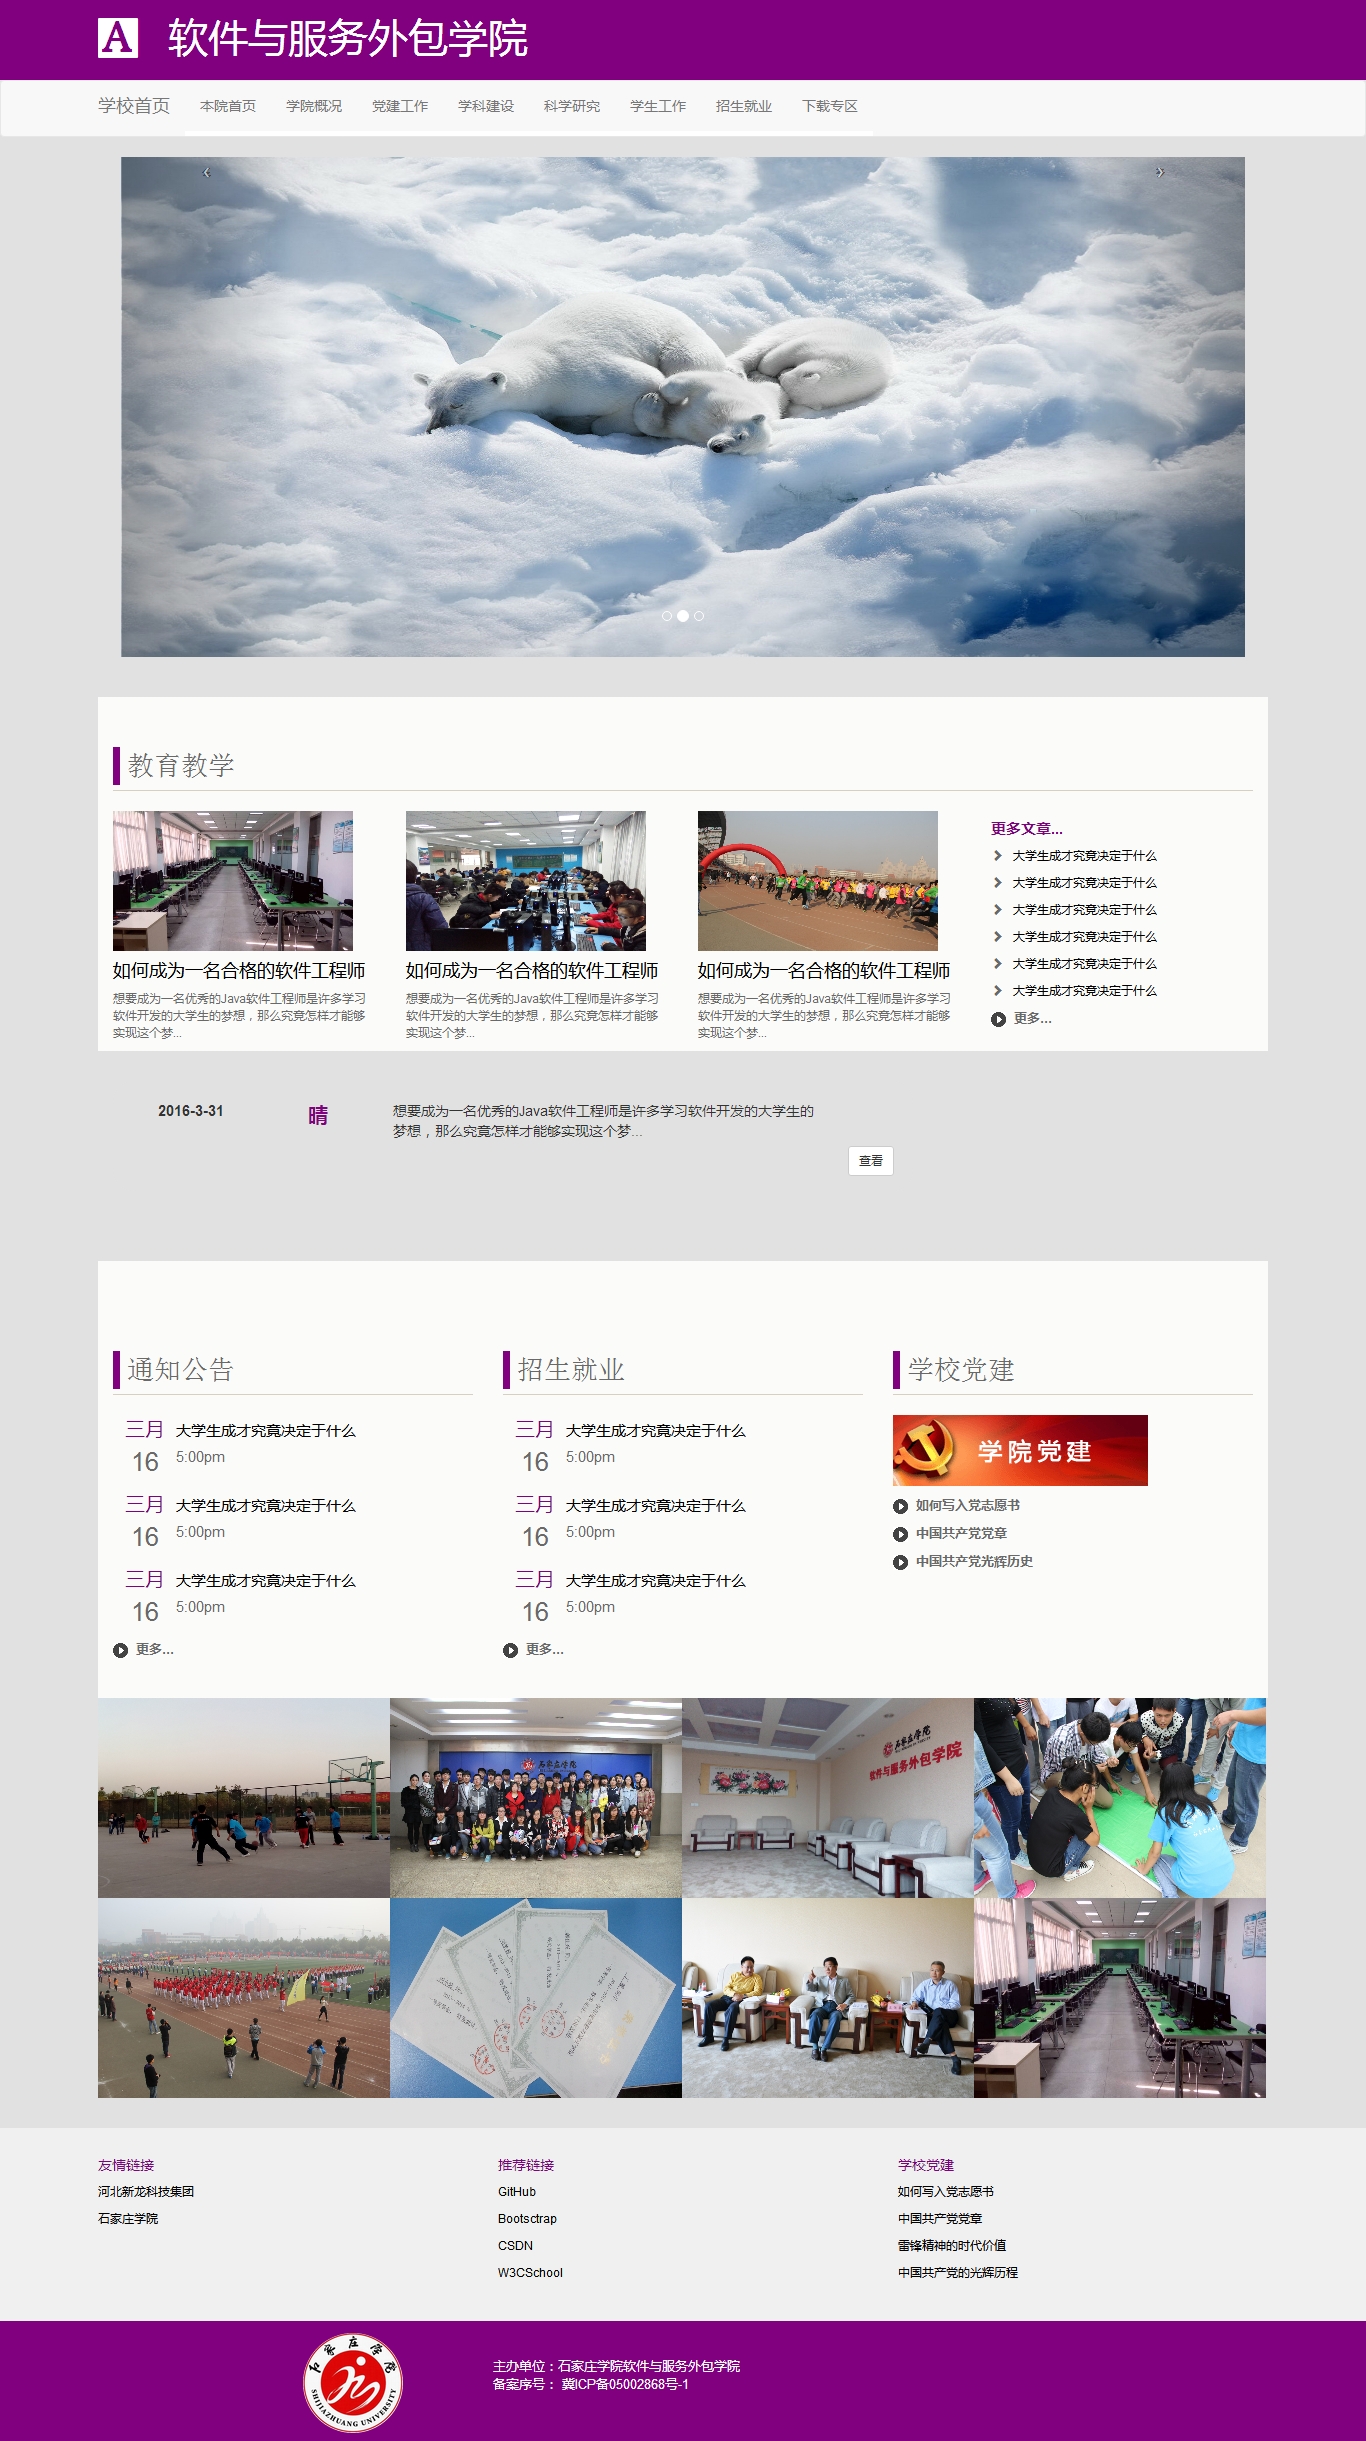 A 软件与服务外包学院
学校首页 本院首页 学院概况 党建工作 学科建设 科学研究 学生工作 招生就业 下载专区
教育教学
如何成为一名合格的软件工程师
想要成为一名优秀的Java软件工程师是许多学习
软件开发的大学生的梦想，那么究竟怎样才能够
实现这个梦...
如何成为一名合格的软件工程师
想要成为一名优秀的Java软件工程师是许多学习
软件开发的大学生的梦想，那么究竟怎样才能够
实现这个梦...
如何成为一名合格的软件工程师
想要成为一名优秀的Java软件工程师是许多学习
软件开发的大学生的梦想，那么究竟怎样才能够
实现这个梦...
更多文章...
大学生成才究竟决定于什么
大学生成才究竟决定于什么
大学生成才究竟决定于什么
大学生成才究竟决定于什么
大学生成才究竟决定于什么
大学生成才究竟决定于什么
更多...
2016-3-31
晴
想要成为一名优秀的Java软件工程师是许多学习软件开发的大学生的
梦想，那么究竟怎样才能够实现这个梦...
查看
通知公告
三月 大学生成才究竟决定于什么
16 5:00pm
三月 大学生成才究竟决定于什么
16 5:00pm
三月 大学生成才究竟决定于什么
16 5:00pm
更多...
招生就业
三月 大学生成才究竟决定于什么
16 5:00pm
三月 大学生成才究竟决定于什么
16 5:00pm
三月 大学生成才究竟决定于什么
16 5:00pm
更多...
学校党建
学院党建
如何写入党志愿书
中国共产党党章
中国共产党光辉历史
石家庄学院
石家庄学院
软件与服务外包学院
友情链接
河北新龙科技集团
石家庄学院
推荐链接
GitHub
Bootsctrap
CSDN
W3CSchool
学校党建
如何写入党志愿书
中国共产党党章
雷锋精神的时代价值
中国共产党的光辉历程
石家庄学院
SHIJIAZHUANG UNIVERSITY
主办单位：石家庄学院软件与服务外包学院
备案序号： 冀ICP备05002868号-1